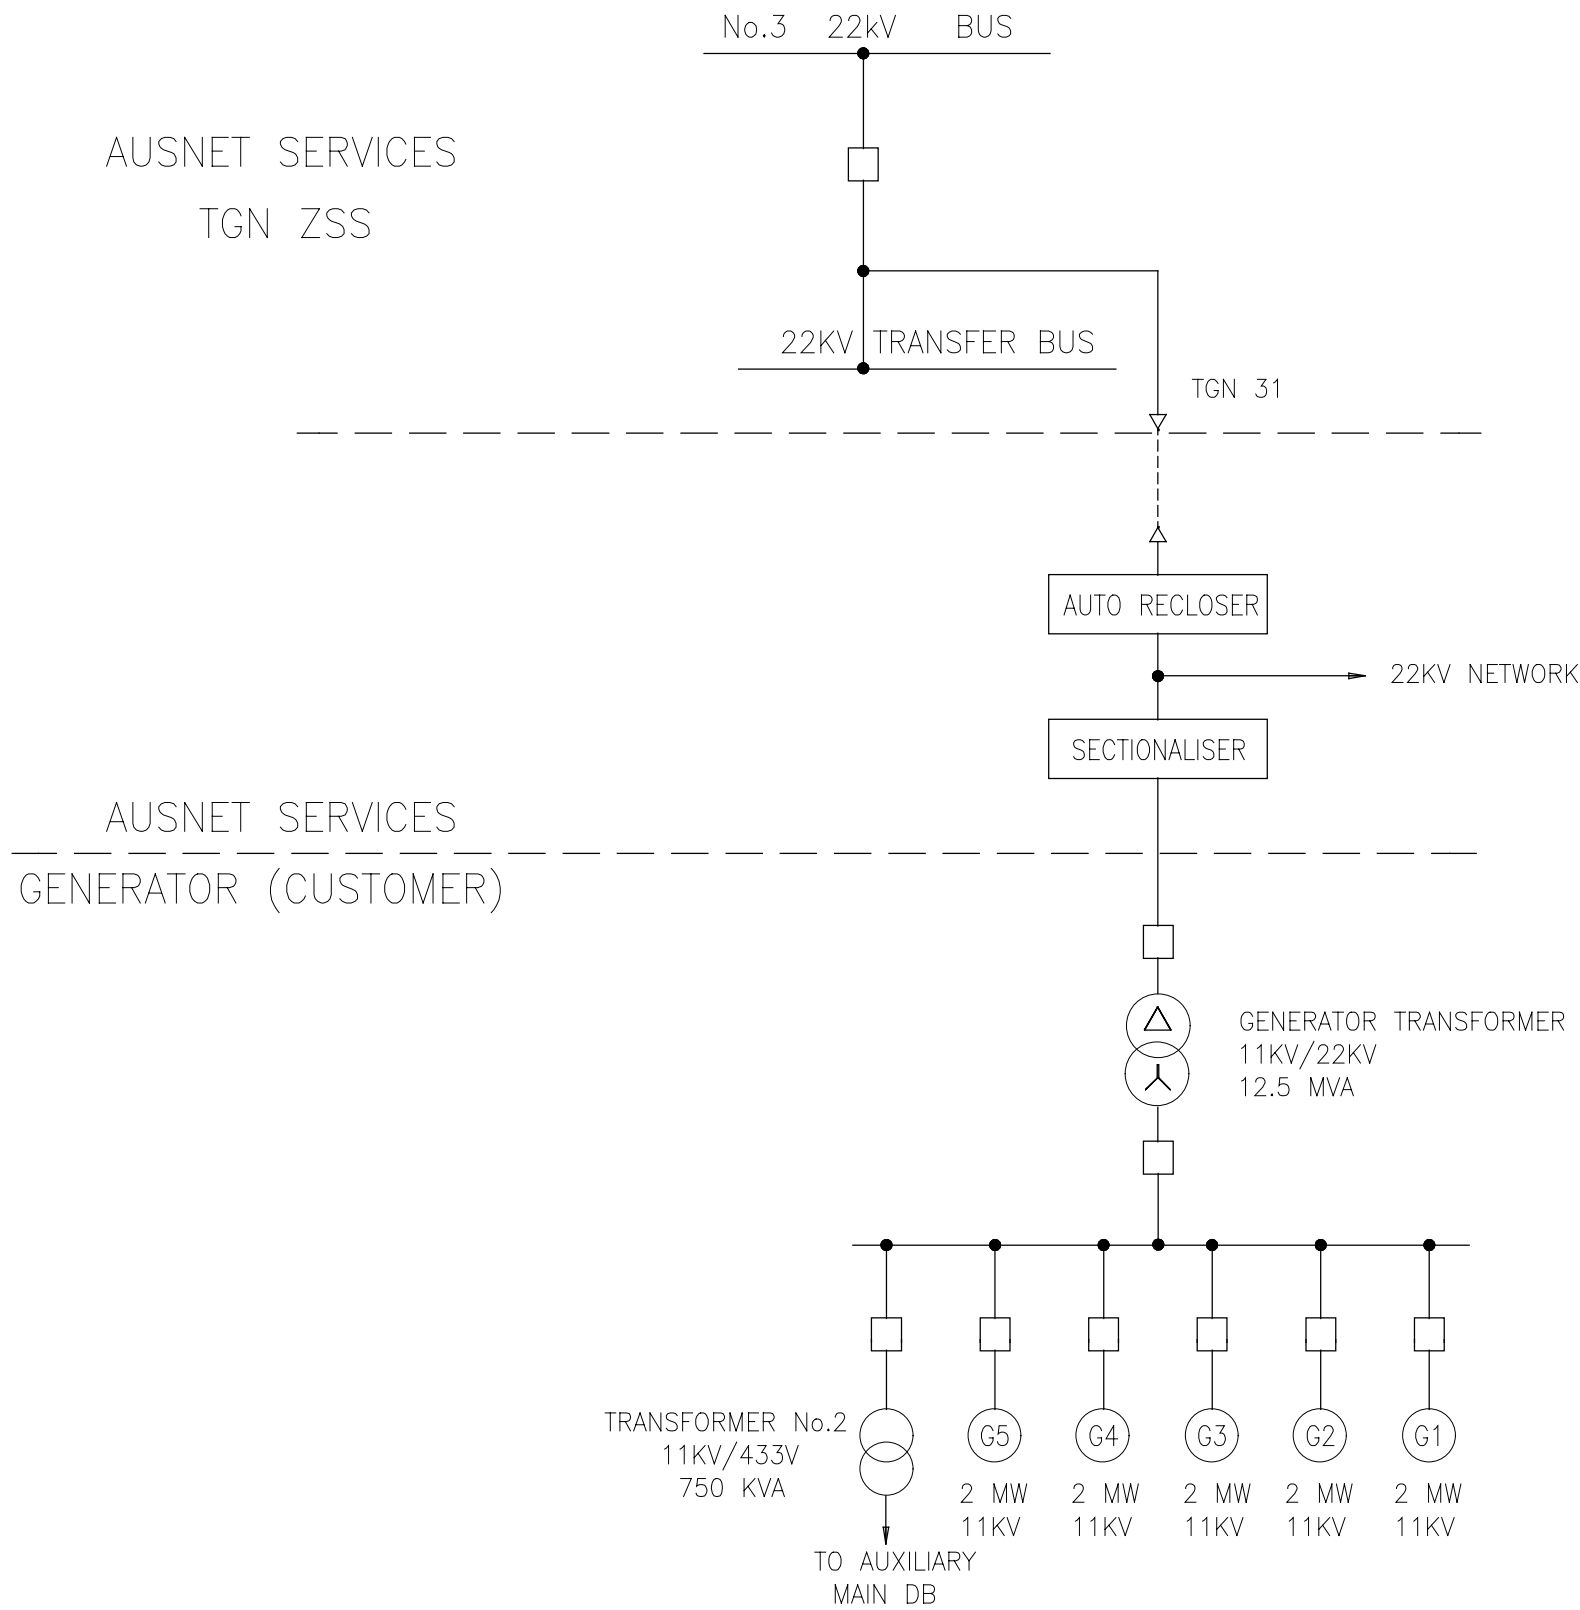 No.3 22kV BUS
AUSNET SERVICES
TGN ZSS
22KV TRANSFER BUS
TGN 31
AUTO RECLOSER
22KV NETWORK
SECTIONALISER
AUSNET SERVICES
GENERATOR (CUSTOMER)
GENERATOR TRANSFORMER
11KV/22KV
12.5 MVA
TRANSFORMER No.2
11KV/433V
750 KVA
TO AUXILIARY
MAIN DB
G5
2 MW
11KV
G4
2 MW
11KV
G3
2 MW
11KV
G2
2 MW
11KV
G1
2 MW
11KV